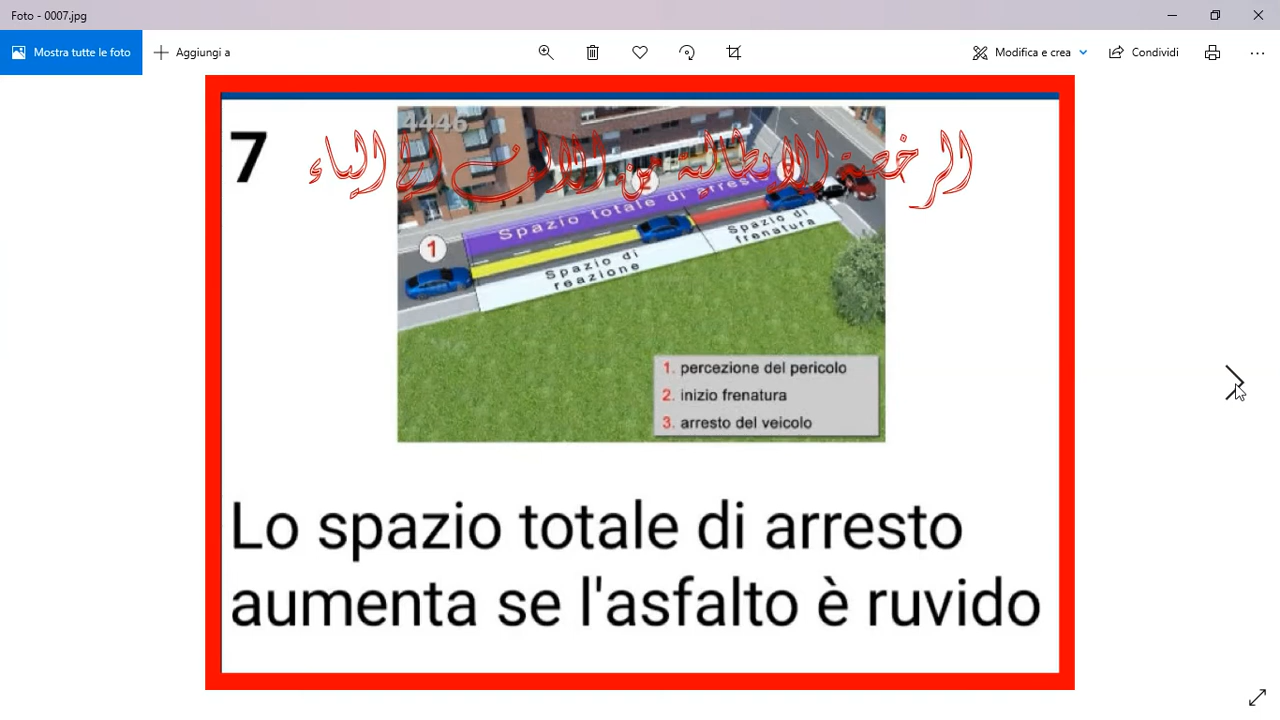 Foto - 0007.jpg
Mostra tutte le foto
Aggiungi a
Modifica e crea
Condividi
7
4446
الرخصة الايطالية من الالف الى الياء
2
Spazio totale di arresto
1
Spazio di
frenatura
Spazio di
reazione
1. percezione del pericolo
2. inizio frenatura
3. arresto del veicolo
Lo spazio totale di arresto
aumenta se l'asfalto è ruvido